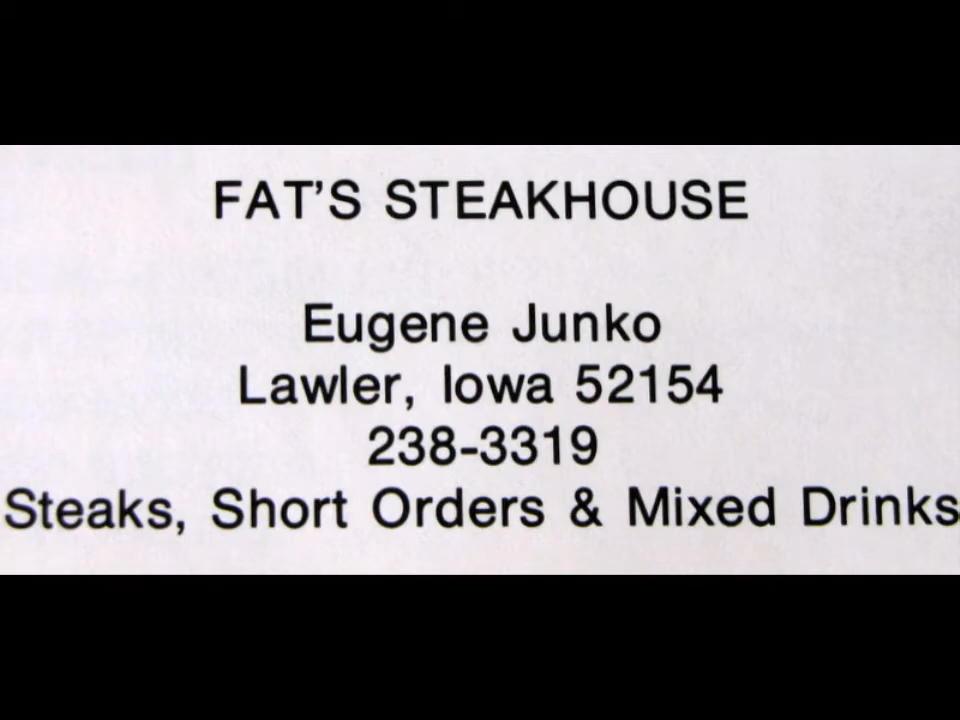 FAT'S STEAKHOUSE
Eugene Junko
Lawler, Iowa 52154
238-3319
Steaks, Short Orders & Mixed Drinks